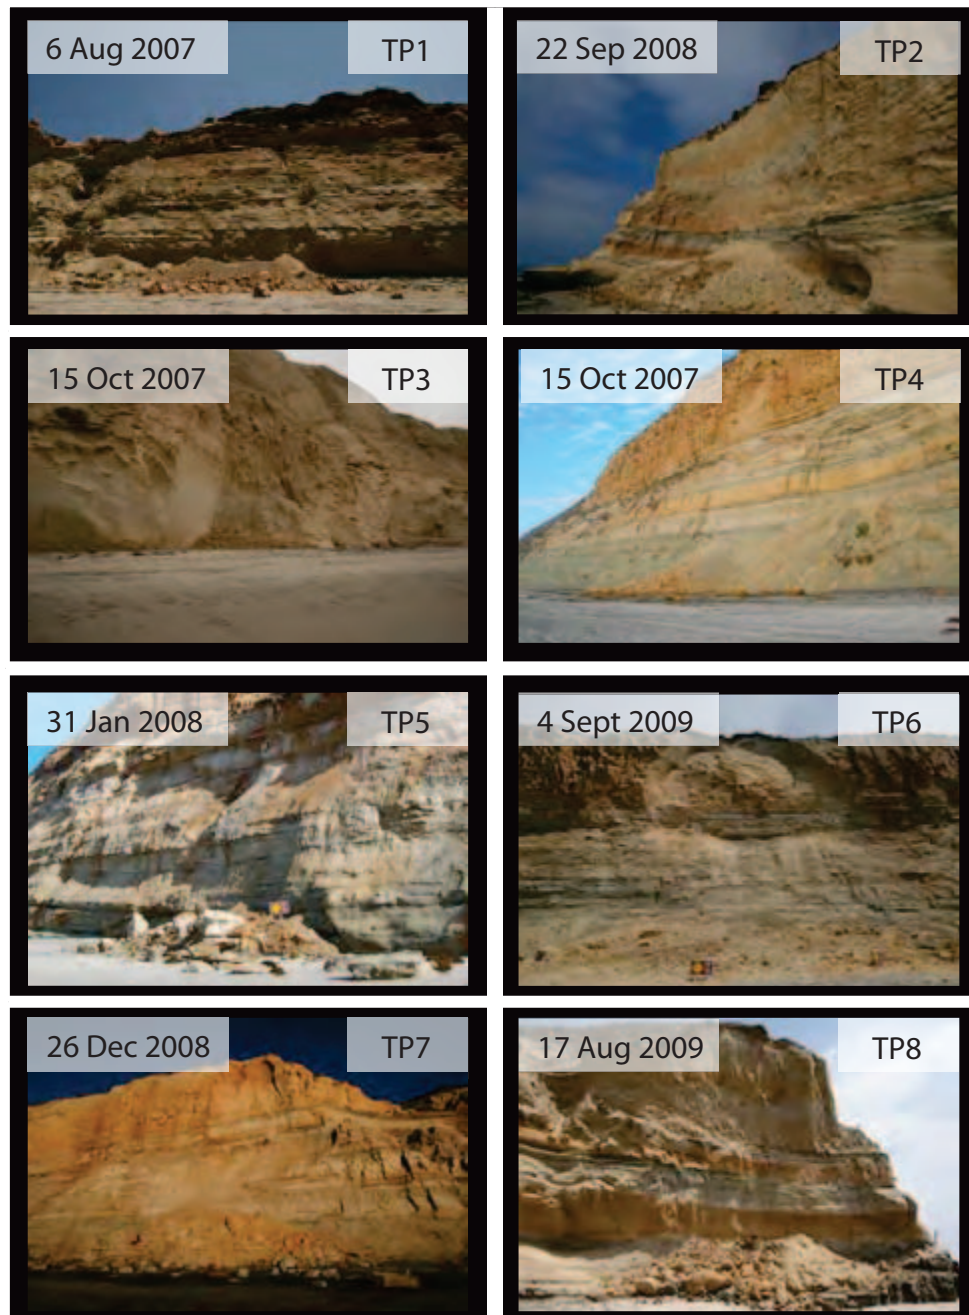 6 Aug 2007 TP1
22 Sep 2008 TP2
15 Oct 2007 TP3
15 Oct 2007 TP4
31 Jan 2008 TP5
4 Sept 2009 TP6
26 Dec 2008 TP7
17 Aug 2009 TP8